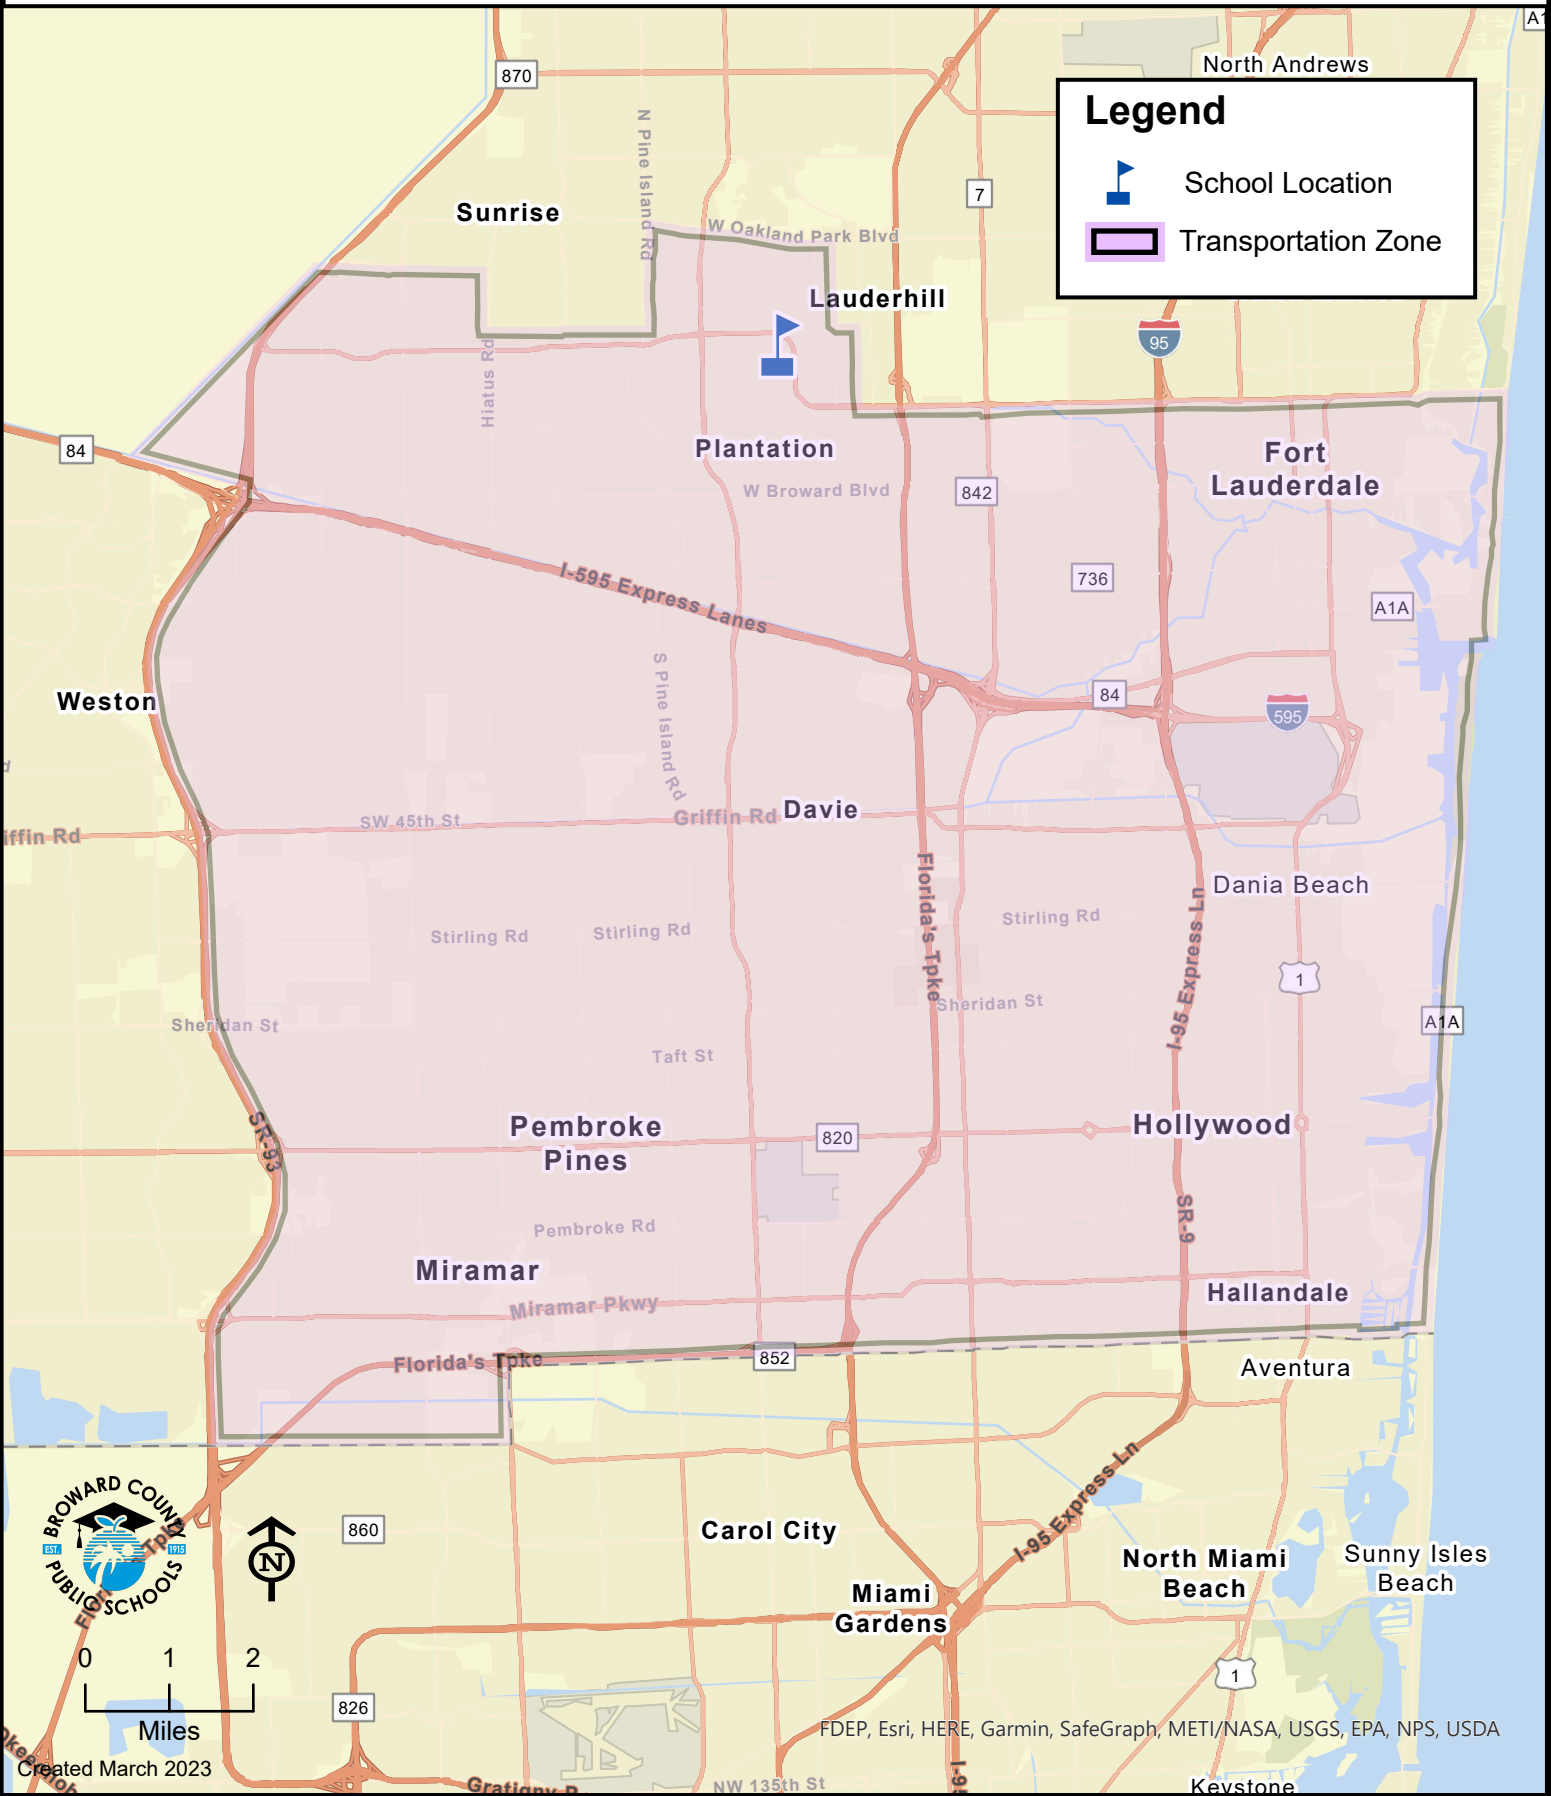 A1
870
North Andrews
Legend
School Location
Transportation Zone
N Pine Island Rd
7
Sunrise
W Oakland Park Blvd
Lauderhill
95
Hiatus Rd
84
Plantation
W Broward Blvd
842
Fort
Lauderdale
I-595 Express Lanes
736
A1A
S Pine Island Rd
Weston
84
595
d
SW 45th St
Griffin Rd
Davie
iffin Rd
Florida's Tpke
Dania Beach
I-95 Express Ln
Stirling Rd
Stirling Rd
Stirling Rd
1
Sheridan St
Sheridan St
A1A
Taft St
SR-93
Pembroke
Pines
820
Hollywood
SR-9
Pembroke Rd
Miramar
Miramar Pkwy
Hallandale
Florida's Tpke
852
Aventura
BROWARD COUNTY
EST.
1915
PUBLIC SCHOOLS
N
860
Carol City
I-95 Express Ln
North Miami
Beach
Sunny Isles
Beach
Miami
Gardens
0 1 2
Miles
826
1
FDEP, Esri, HERE, Garmin, SafeGraph, METI/NASA, USGS, EPA, NPS, USDA
Created March 2023
I-95
NW 135th St
Gratigny P
Keystone